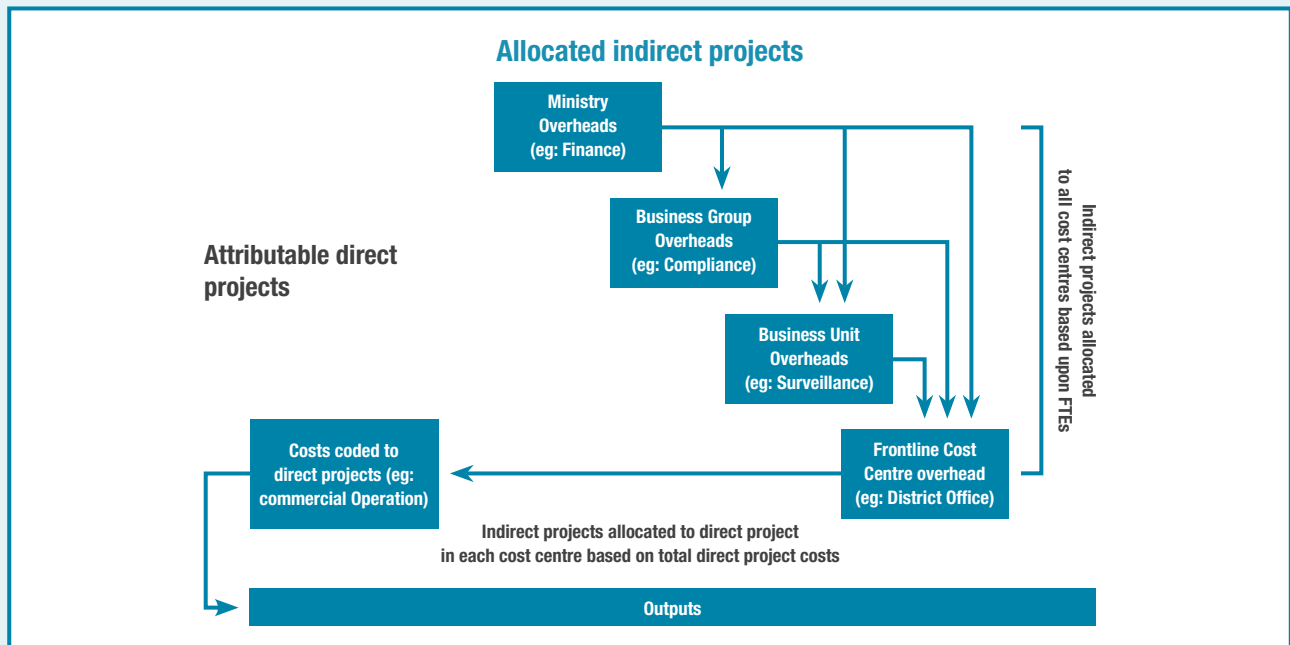 Allocated indirect projects
Ministry
Overheads
(eg: Finance)
Business Group
Overheads
(eg: Compliance)
Attributable direct
projects
Business Unit
Overheads
(eg: Surveillance)
Indirect projects allocated
to all cost centres based upon FTEs
Costs coded to
direct projects (eg:
commercial Operation)
Frontline Cost
Centre overhead
(eg: District Office)
Indirect projects allocated to direct project
in each cost centre based on total direct project costs
Outputs